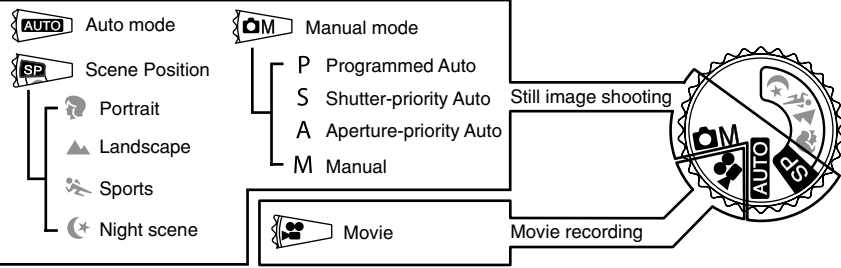 AUTO Auto mode
SP Scene Position
Portrait
Landscape
Sports
Night scene
M Manual mode
P Programmed Auto
S Shutter-priority Auto
A Aperture-priority Auto
M Manual
Movie
Still image shooting
Movie recording
M
AUTO
SP